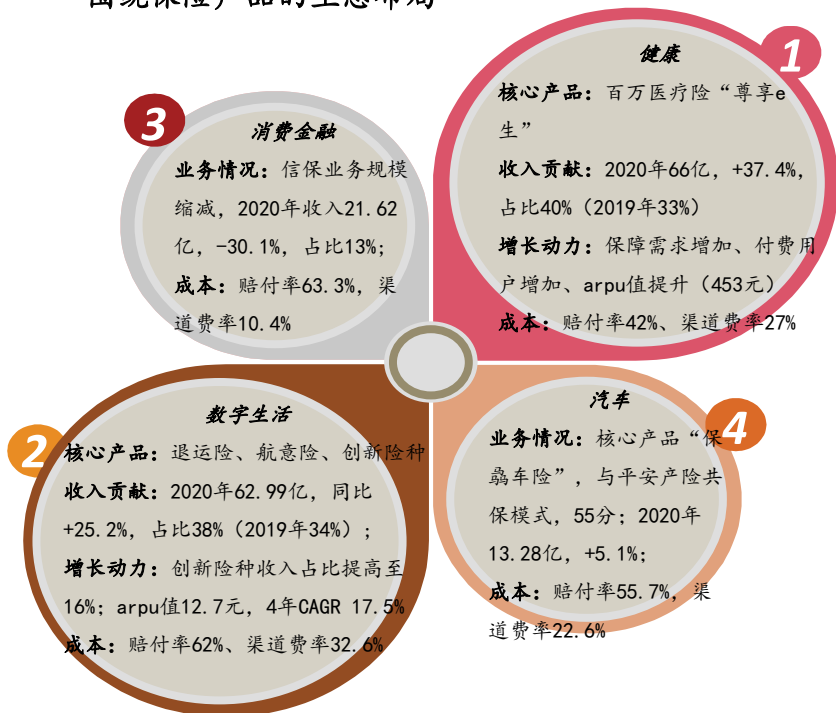 围绕保险产品的生态布局
1
健康
核心产品：百万医疗险“尊享e
生”
收入贡献：2020年66亿，+37.4%，
占比40%（2019年33%）
增长动力：保障需求增加、付费用
户增加、arpu值提升（453元）
成本：赔付率42%、渠道费率27%
2
数字生活
核心产品：退运险、航意险、创新险种
收入贡献：2020年62.99亿，同比
+25.2%，占比38%（2019年34%）；
增长动力：创新险种收入占比提高至
16%；arpu值12.7元，4年CAGR 17.5%
成本：赔付率62%、渠道费率32.6%
3
消费金融
业务情况：信保业务规模
缩减，2020年收入21.62
亿，-30.1%，占比13%；
成本：赔付率63.3%，渠
道费率10.4%
4
汽车
业务情况：核心产品“保
骉车险”，与平安产险共
保模式，55分；2020年
13.28亿，+5.1%；
成本：赔付率55.7%，渠
道费率22.6%